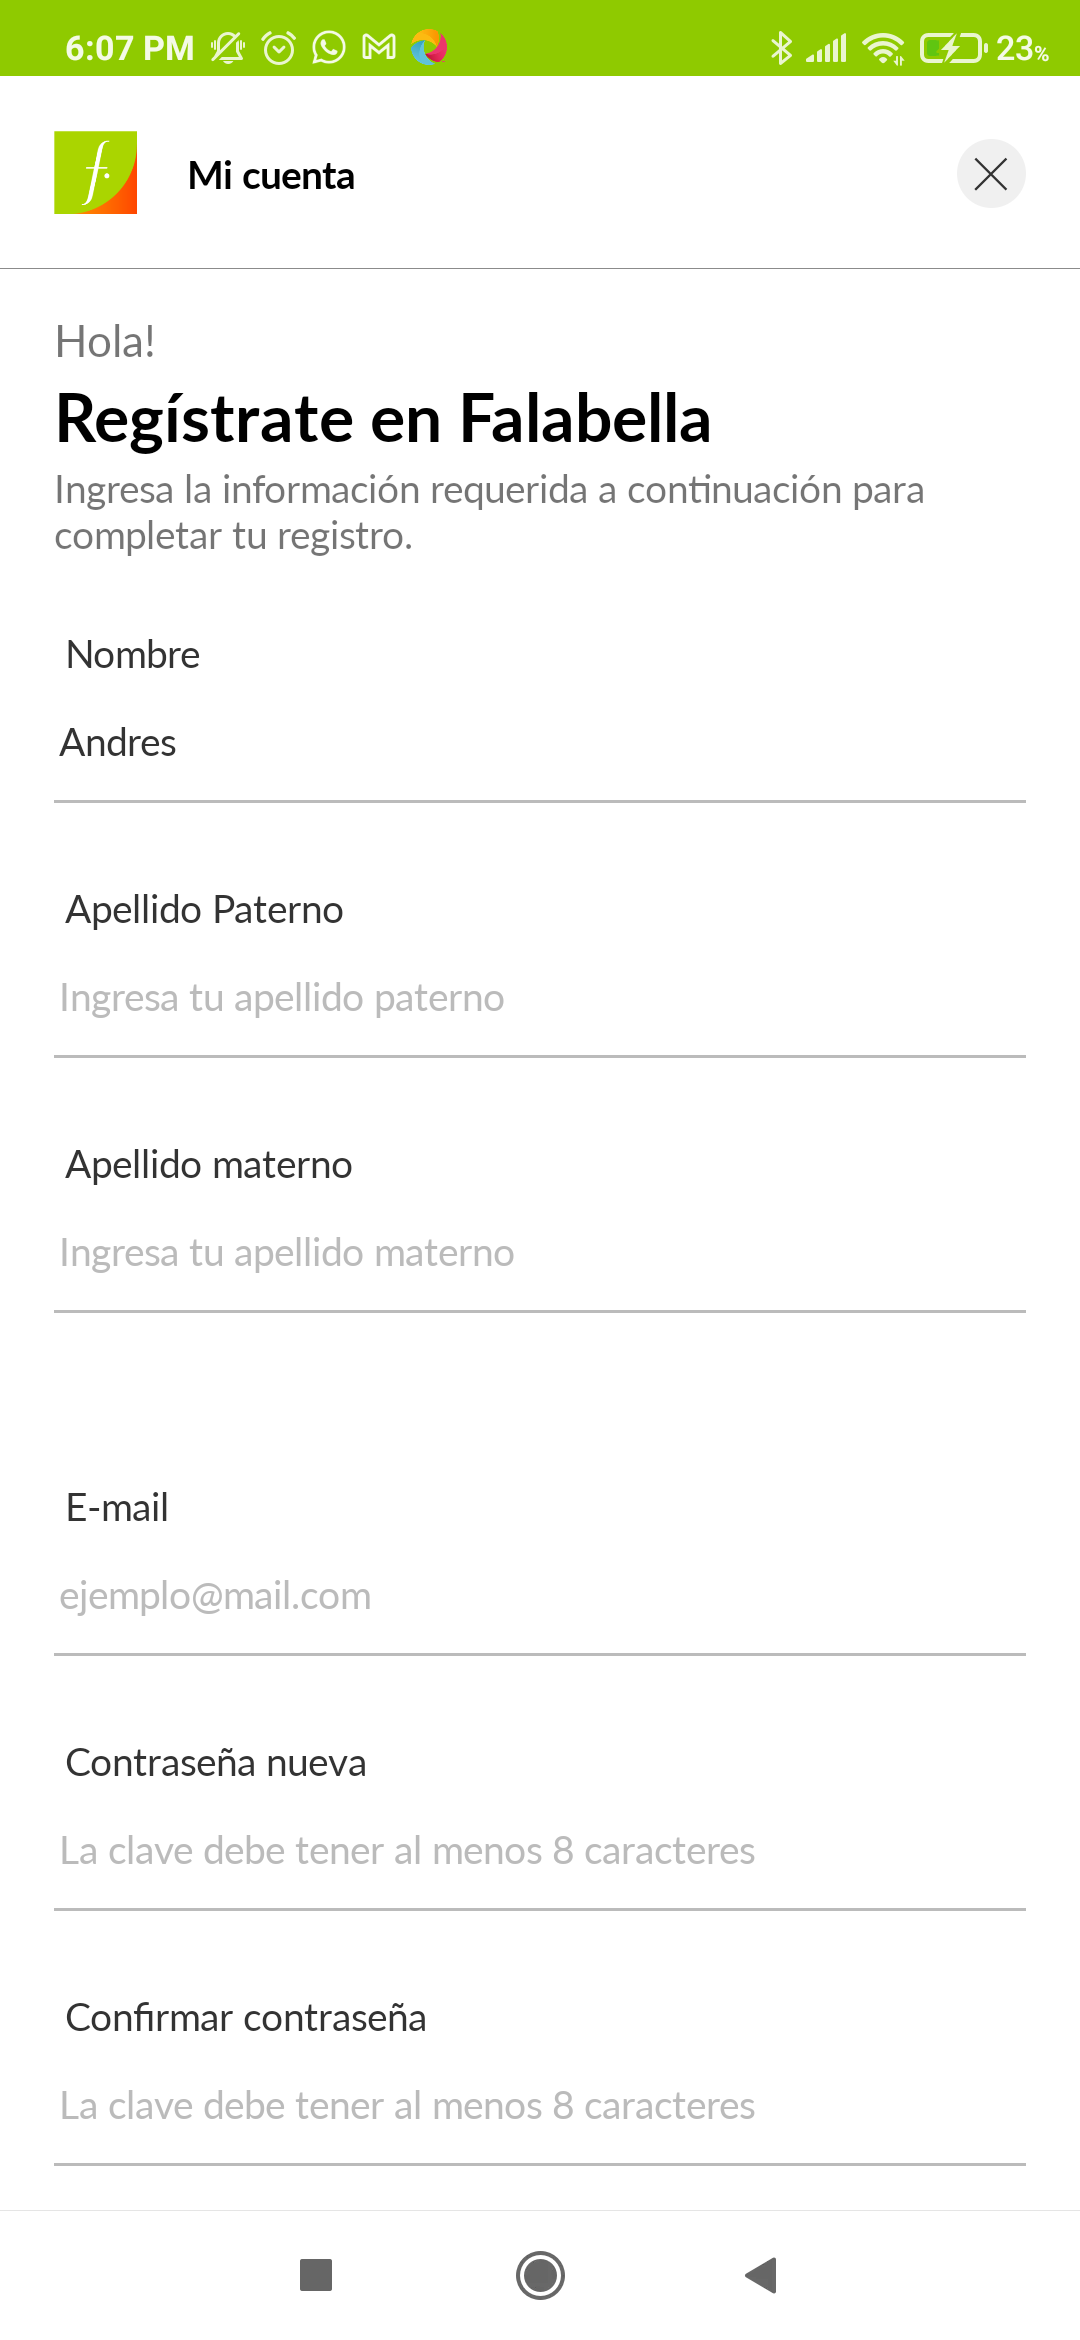 6:07 PM 23%
f.
Mi cuenta
Hola!
Regístrate en Falabella
Ingresa la información requerida a continuación para
completar tu registro.
Nombre
Andres
Apellido Paterno
Ingresa tu apellido paterno
Apellido materno
Ingresa tu apellido materno
E-mail
ejemplo@mail.com
Contraseña nueva
La clave debe tener al menos 8 caracteres
Confirmar contraseña
La clave debe tener al menos 8 caracteres